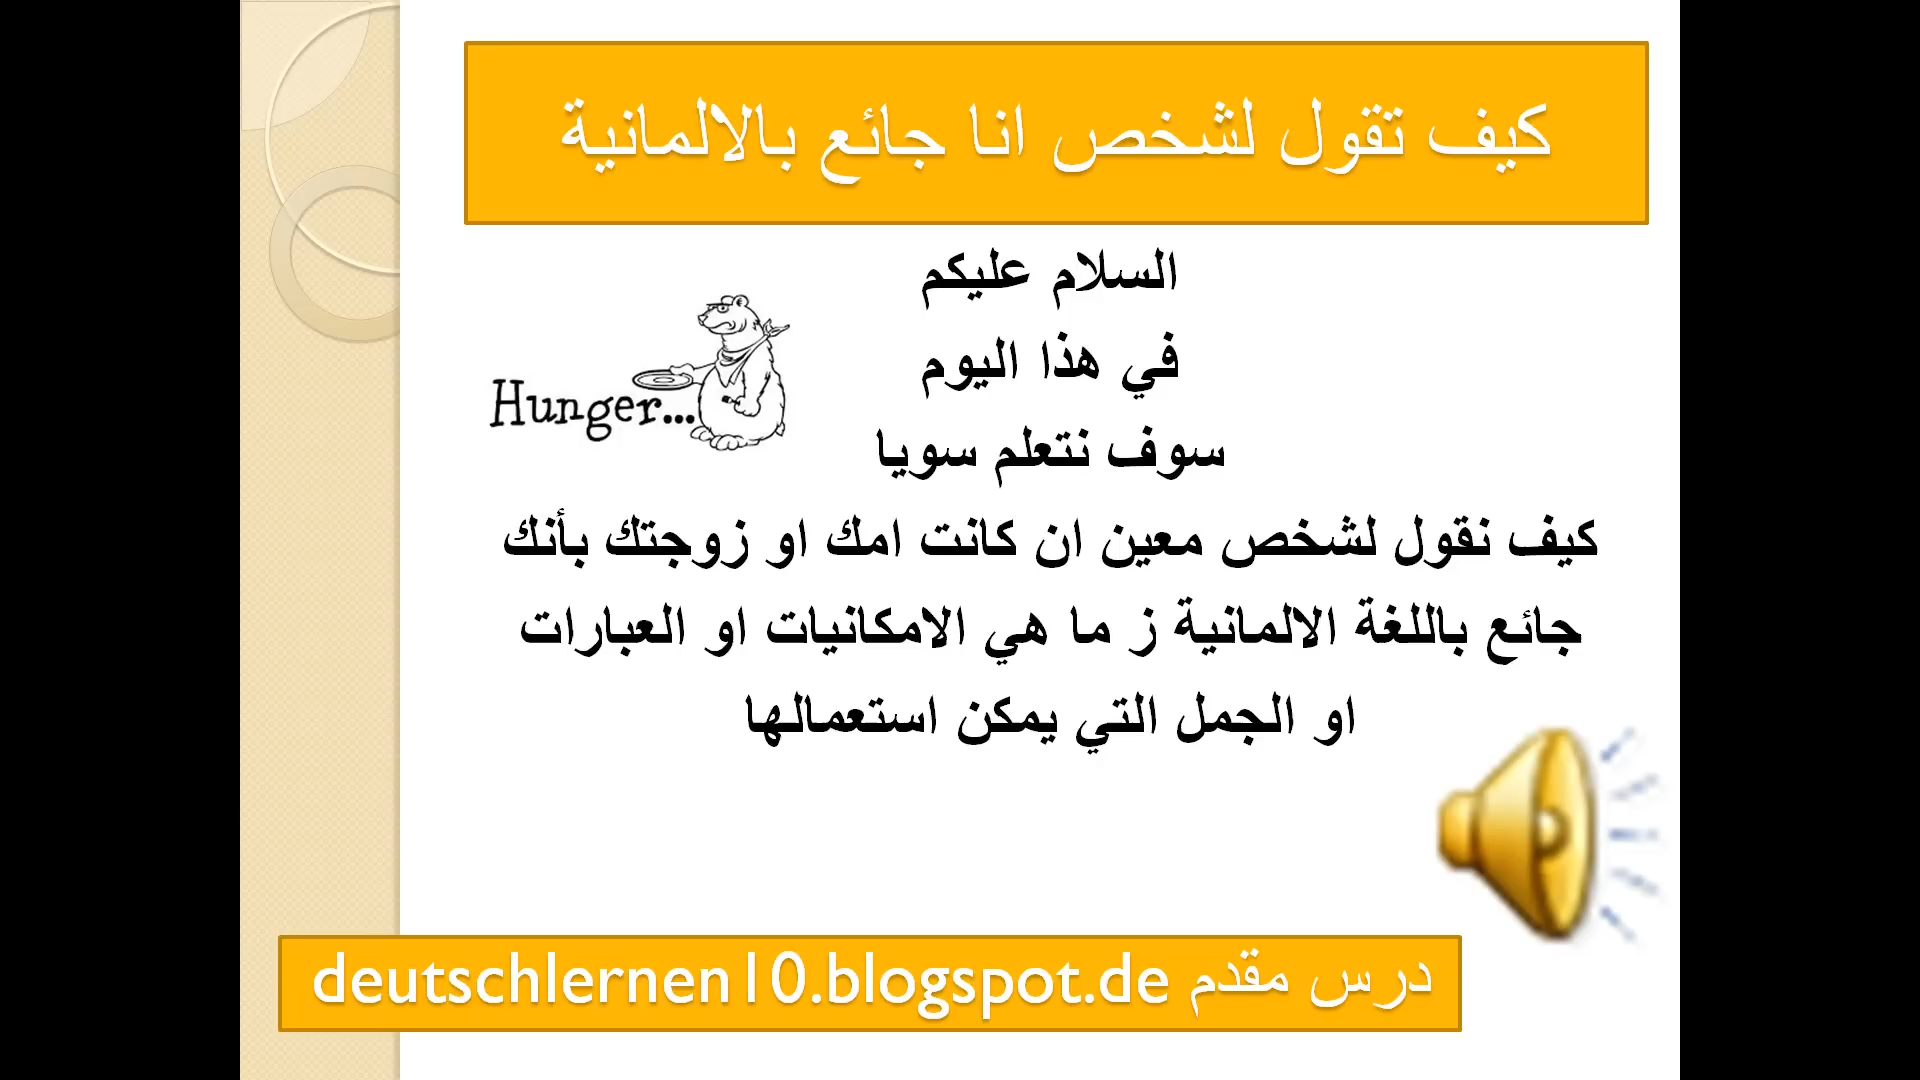 كيف تقول لشخص انا جائع بالالمانية
السلام عليكم
في هذا اليوم
سوف نتعلم سويا
Hunger...
كيف نقول لشخص معين ان كانت امك او زوجتك بأنك
جائع باللغة الالمانية ز ما هي الامكانيات او العبارات
او الجمل التي يمكن استعمالها
درس مقدم deutschlernen10.blogspot.de